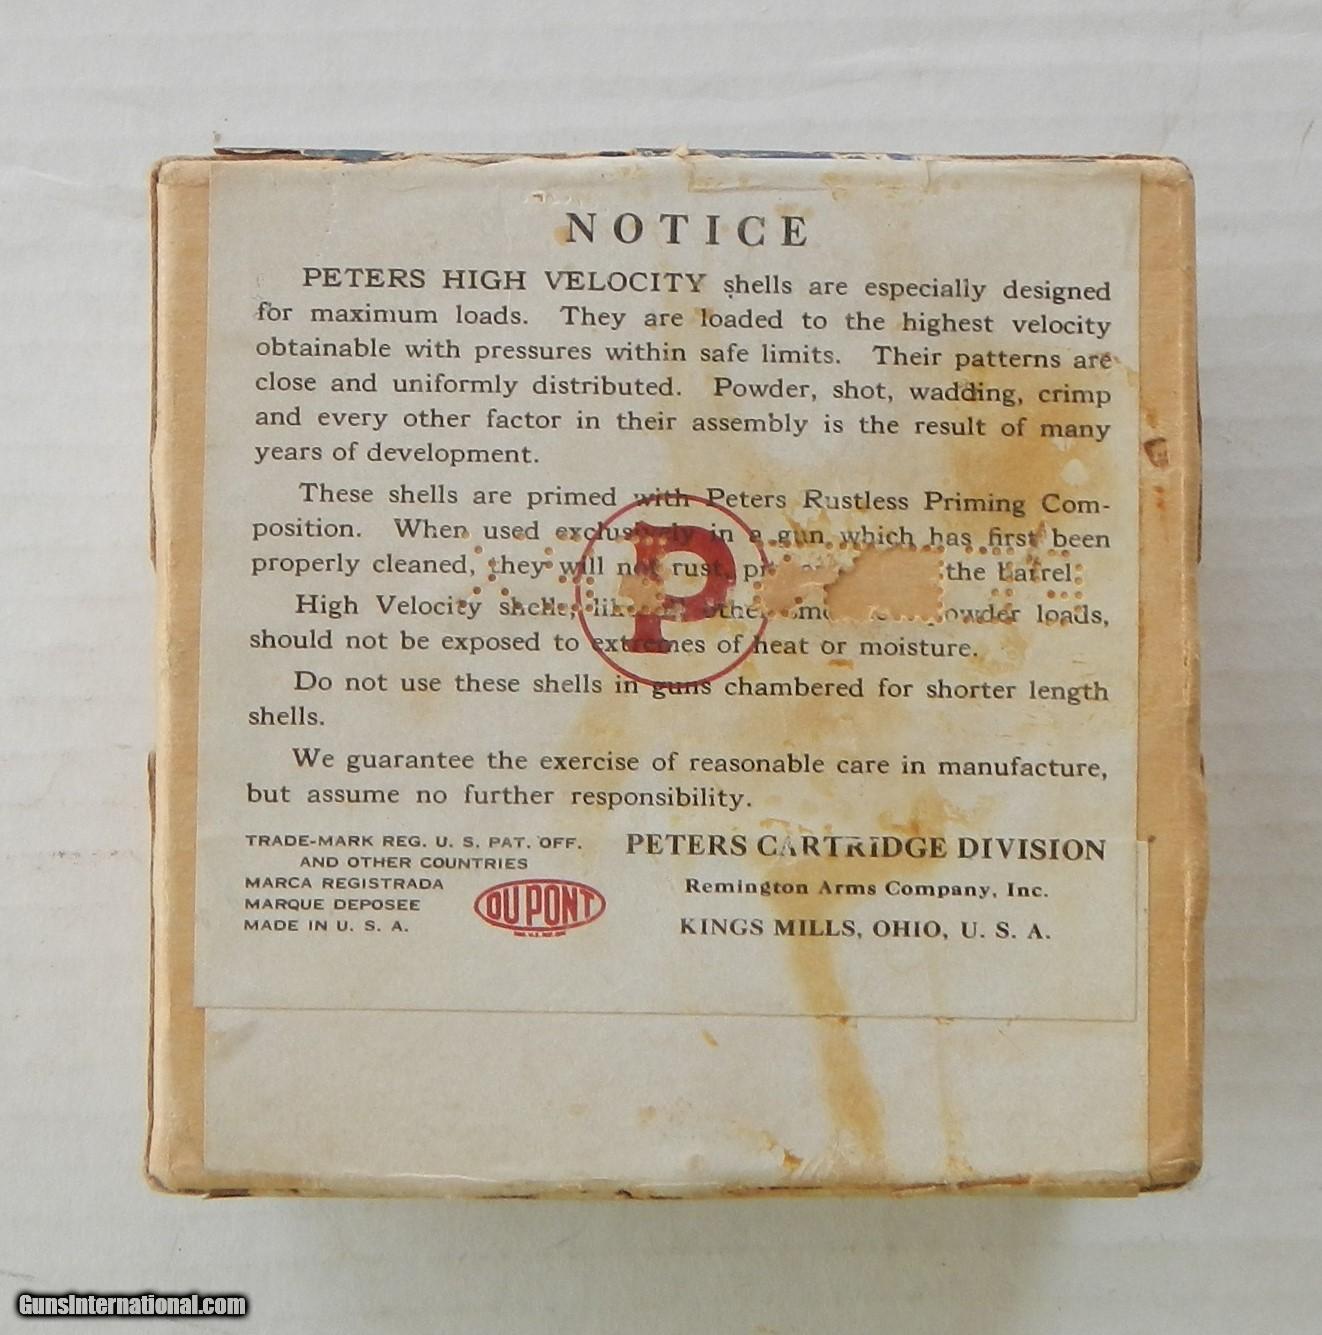 NOTICE
PETERS HIGH VELOCITY shells are especially designed
for maximum loads. They are loaded to the highest velocity
obtainable with pressures within safe limits. Their patterns are
close and uniformly distributed. Powder, shot, wadding, crimp
and every other factor in their assembly is the result of many
years of development.
These shells are primed with Peters Rustless Priming Com-
position. When used exclusively in a gun which has first been
properly cleaned, they will not rust, the barrel.
High Velocity shells, powder loads,
should not be exposed to extremes of heat or moisture.
P
Do not use these shells in guns chambered for shorter length
shells.
We guarantee the exercise of reasonable care in manufacture,
but assume no further responsibility.
TRADE-MARK REG. U. S. PAT. OFF.
AND OTHER COUNTRIES
MARCA REGISTRADA
MARQUE DEPOSEE
MADE IN U. S. A.
DU PONT
PETERS CARTRIDGE DIVISION
Remington Arms Company, Inc.
KINGS MILLS, OHIO, U. S. A.
GunsInternational.com